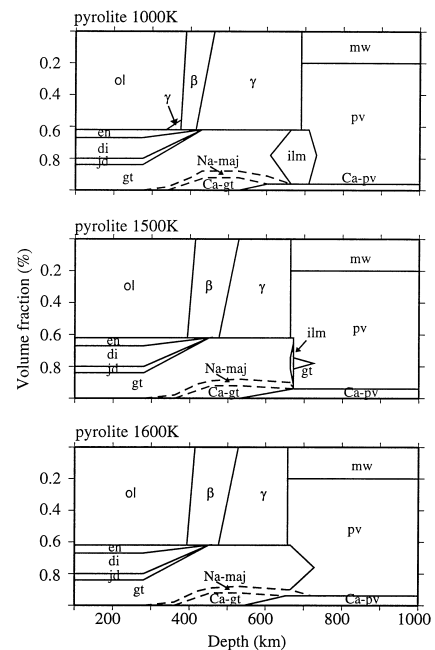 pyrolite 1000K
ol
β
γ
mw
0.2
0.4
γ
pv
0.6
en
di
0.8
jd
Na-maj
ilm
gt
Ca-gt
Ca-pv
pyrolite 1500K
mw
0.2
ol
β
γ
0.4
pv
0.6
ilm
en
di
0.8
jd
Na-maj
gt
gt
Ca-gt
Ca-pv
Volume fraction (%)
pyrolite 1600K
mw
0.2
ol
β
γ
0.4
pv
0.6
en
di
0.8
jd
Na-maj
gt
Ca-gt
Ca-pv
200 400 600 800 1000
Depth (km)